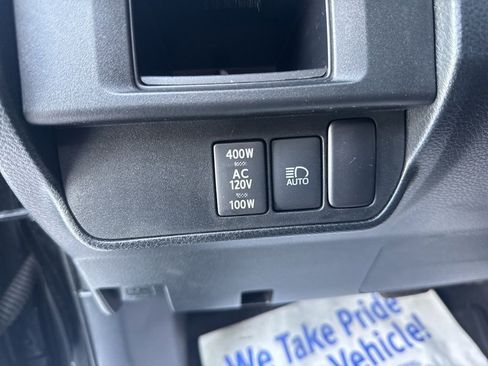 400W
AC
120V
100W
AUTO
We Take Pride
Vehicle!